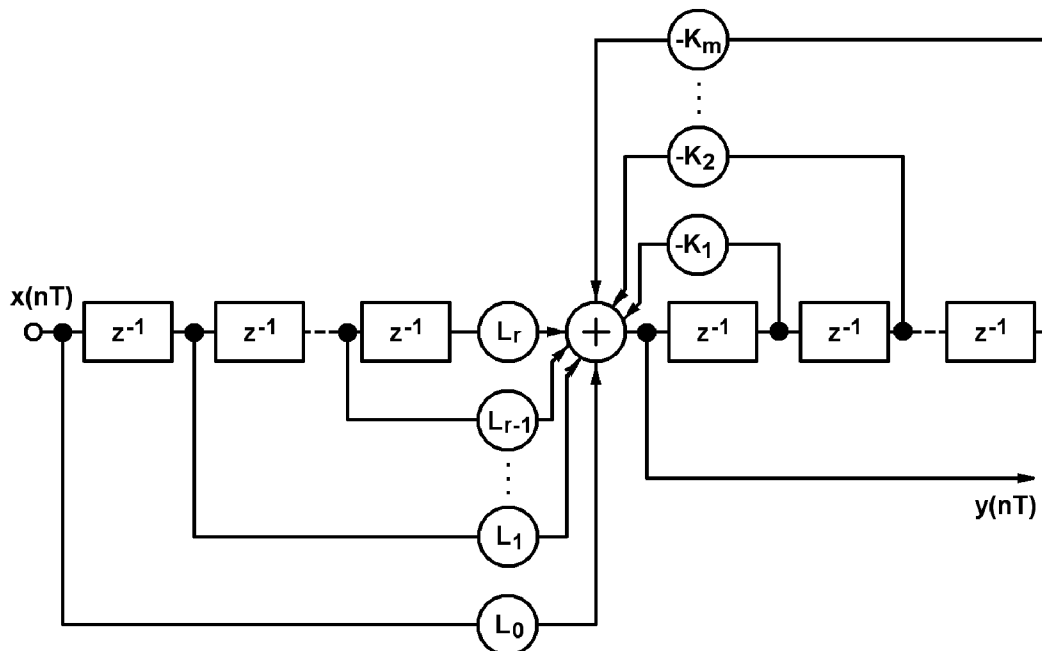 -Kₘ
-K₂
-K₁
x(nT)
z⁻¹
z⁻¹
z⁻¹
Lᵣ
+
z⁻¹
z⁻¹
z⁻¹
Lᵣ₋₁
y(nT)
L₁
L₀